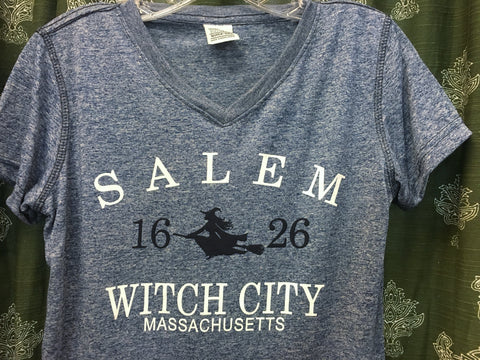 SALEM
16 26
WITCH CITY
MASSACHUSETTS